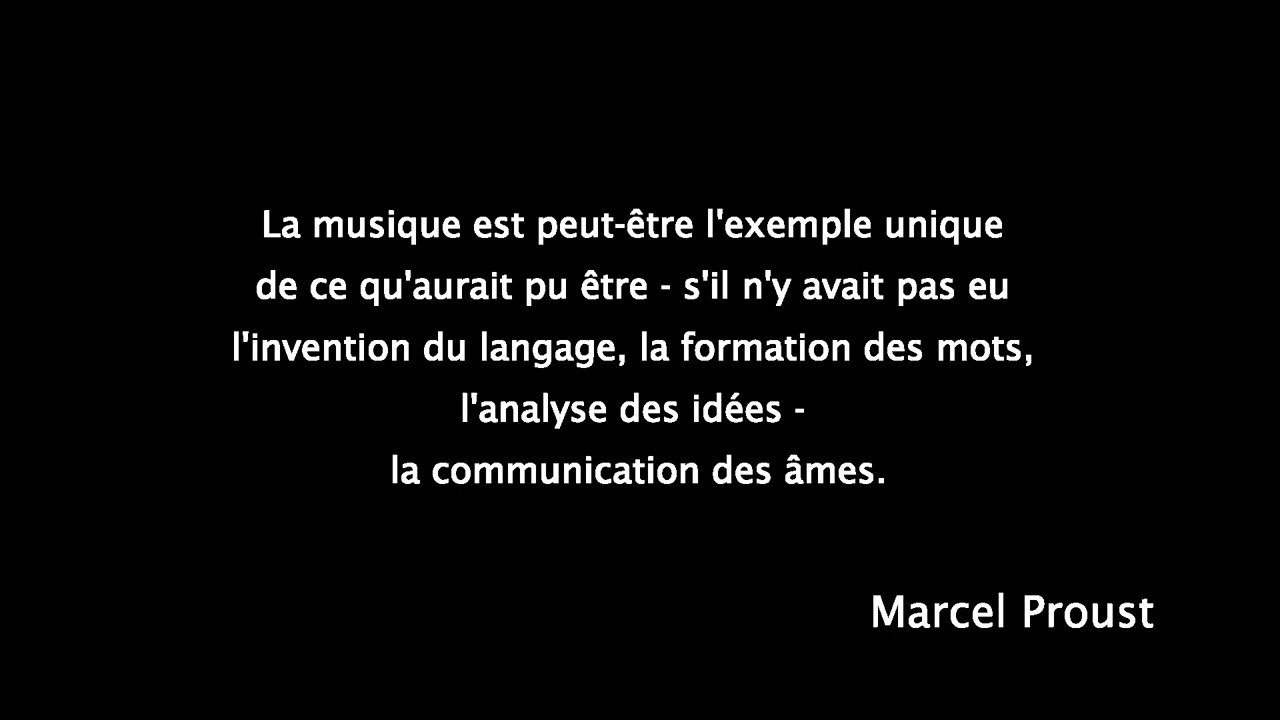 La musique est peut-être l'exemple unique
de ce qu'aurait pu être - s'il n'y avait pas eu
l'invention du langage, la formation des mots,
l'analyse des idées -
la communication des âmes.
Marcel Proust